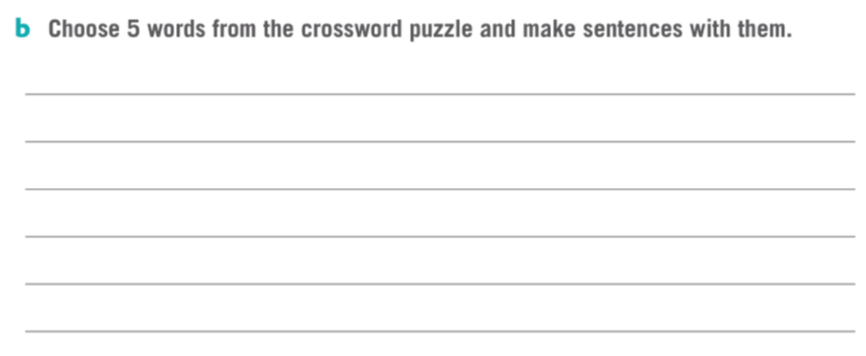 b Choose 5 words from the crossword puzzle and make sentences with them.